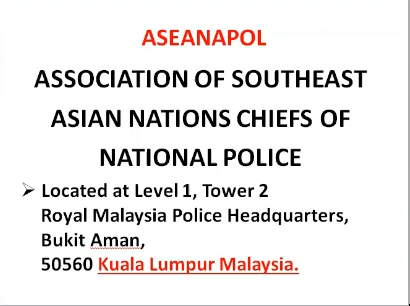 ASEANAPOL
ASSOCIATION OF SOUTHEAST
ASIAN NATIONS CHIEFS OF
NATIONAL POLICE
➢ Located at Level 1, Tower 2
Royal Malaysia Police Headquarters,
Bukit Aman,
50560 Kuala Lumpur Malaysia.